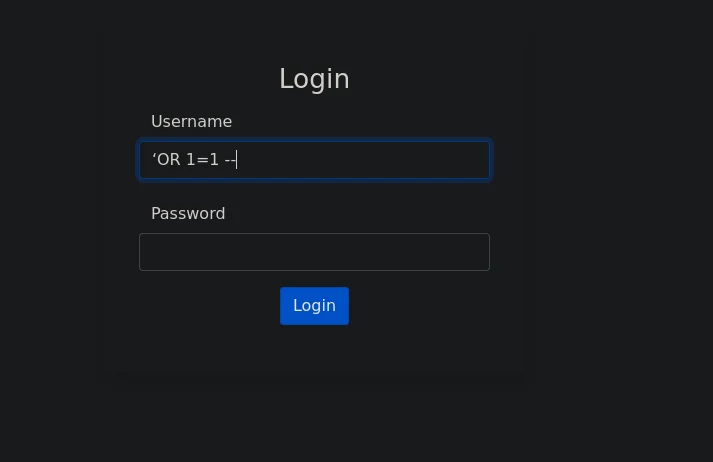 Login
Username
‘OR 1=1 --
Password
Login